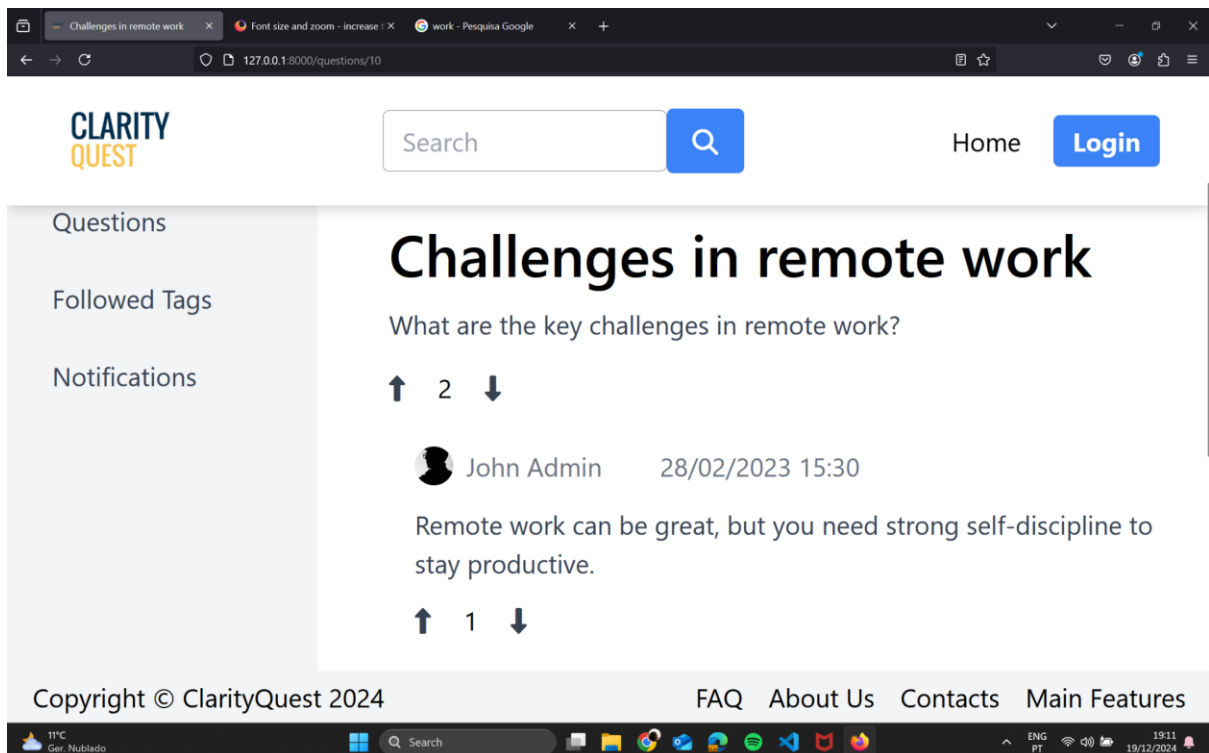 Challenges in remote work
Font size and zoom - increase t
work - Pesquisa Google
127.0.0.1:8000/questions/10
CLARITY
QUEST
Search
Home
Login
Questions
Followed Tags
Notifications
Challenges in remote work
What are the key challenges in remote work?
2
John Admin 28/02/2023 15:30
Remote work can be great, but you need strong self-discipline to
stay productive.
1
Copyright © ClarityQuest 2024
FAQ About Us Contacts Main Features
11°C
Ger. Nublado
Search
ENG
PT
19:11
19/12/2024